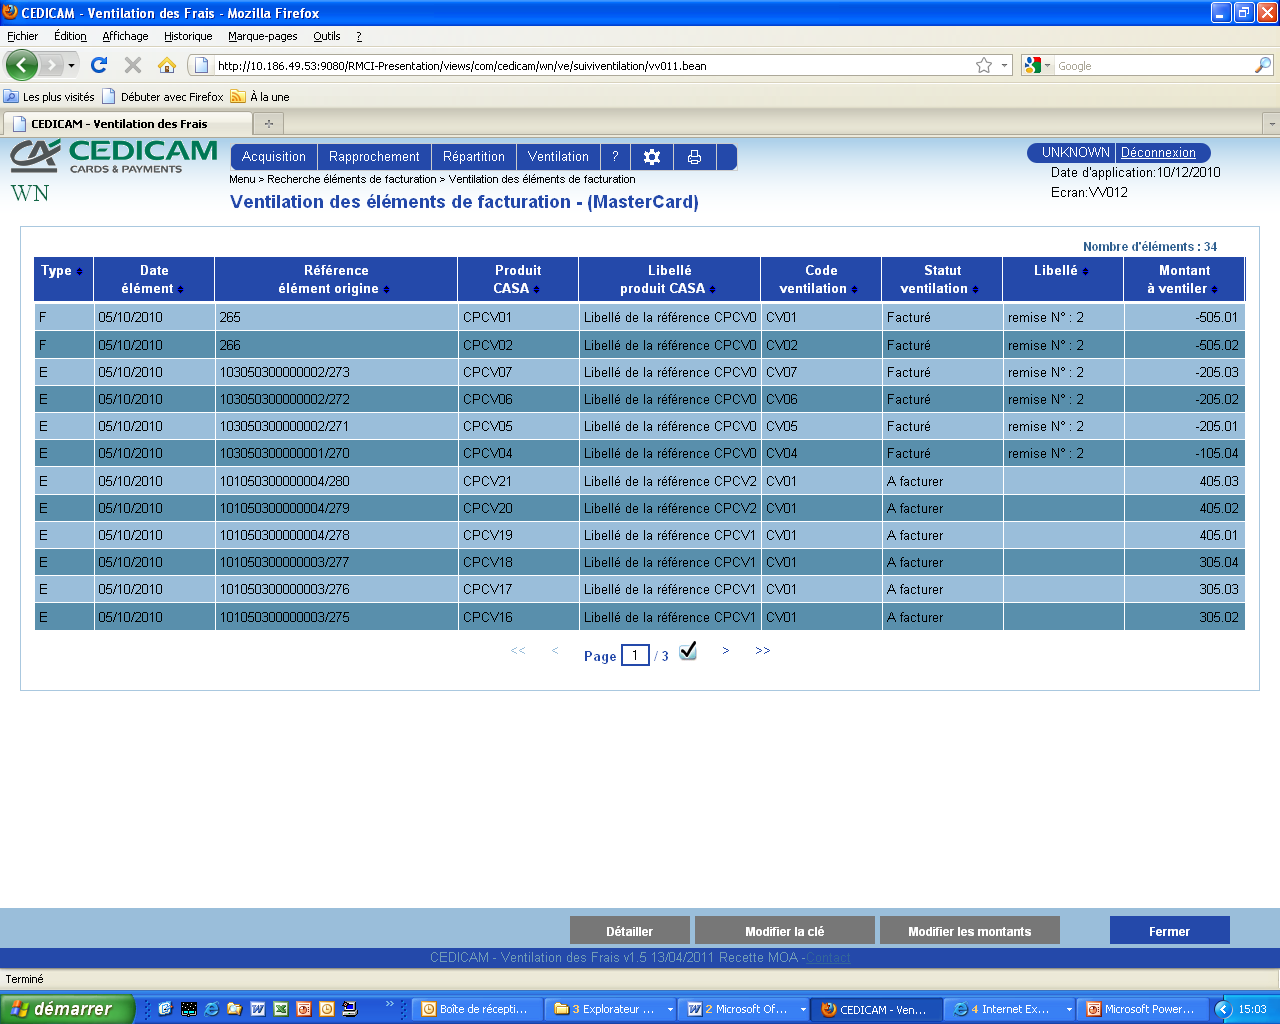 CEDICAM - Ventilation des Frais - Mozilla Firefox
Fichier Édition Affichage Historique Marque-pages Outils ?
http://10.186.49.53:9080/RMCI-Presentation/views/com/cedicam/wn/ve/suiviventilation/vv011.bean Google
Les plus visités Débuter avec Firefox À la une
CEDICAM - Ventilation des Frais
CEDICAM
CARDS & PAYMENTS
WN
Acquisition Rapprochement Répartition Ventilation ?
UNKNOWN Déconnexion
Menu > Recherche éléments de facturation > Ventilation des éléments de facturation
Date d'application:10/12/2010
Ecran:VV012
Ventilation des éléments de facturation - (MasterCard)
Nombre d'éléments : 34
Type Date élément Référence élément origine Produit CASA Libellé produit CASA Code ventilation Statut ventilation Libellé Montant à ventiler
F 05/10/2010 265 CPCV01 Libellé de la référence CPCV0 CV01 Facturé remise N° : 2 -505.01
F 05/10/2010 266 CPCV02 Libellé de la référence CPCV0 CV02 Facturé remise N° : 2 -505.02
E 05/10/2010 103050300000002/273 CPCV07 Libellé de la référence CPCV0 CV07 Facturé remise N° : 2 -205.03
E 05/10/2010 103050300000002/272 CPCV06 Libellé de la référence CPCV0 CV06 Facturé remise N° : 2 -205.02
E 05/10/2010 103050300000002/271 CPCV05 Libellé de la référence CPCV0 CV05 Facturé remise N° : 2 -205.01
E 05/10/2010 103050300000001/270 CPCV04 Libellé de la référence CPCV0 CV04 Facturé remise N° : 2 -105.04
E 05/10/2010 101050300000004/280 CPCV21 Libellé de la référence CPCV2 CV01 A facturer 405.03
E 05/10/2010 101050300000004/279 CPCV20 Libellé de la référence CPCV2 CV01 A facturer 405.02
E 05/10/2010 101050300000004/278 CPCV19 Libellé de la référence CPCV1 CV01 A facturer 405.01
E 05/10/2010 101050300000003/277 CPCV18 Libellé de la référence CPCV1 CV01 A facturer 305.04
E 05/10/2010 101050300000003/276 CPCV17 Libellé de la référence CPCV1 CV01 A facturer 305.03
E 05/10/2010 101050300000003/275 CPCV16 Libellé de la référence CPCV1 CV01 A facturer 305.02
<< < Page 1 / 3 > >>
Détailler Modifier la clé Modifier les montants Fermer
CEDICAM - Ventilation des Frais v1.5 13/04/2011 Recette MOA -Contact
Terminé
démarrer » Boîte de récepti... 3 Explorateur ... 2 Microsoft Of... CEDICAM - Ven... 4 Internet Ex... Microsoft Power... 15:03